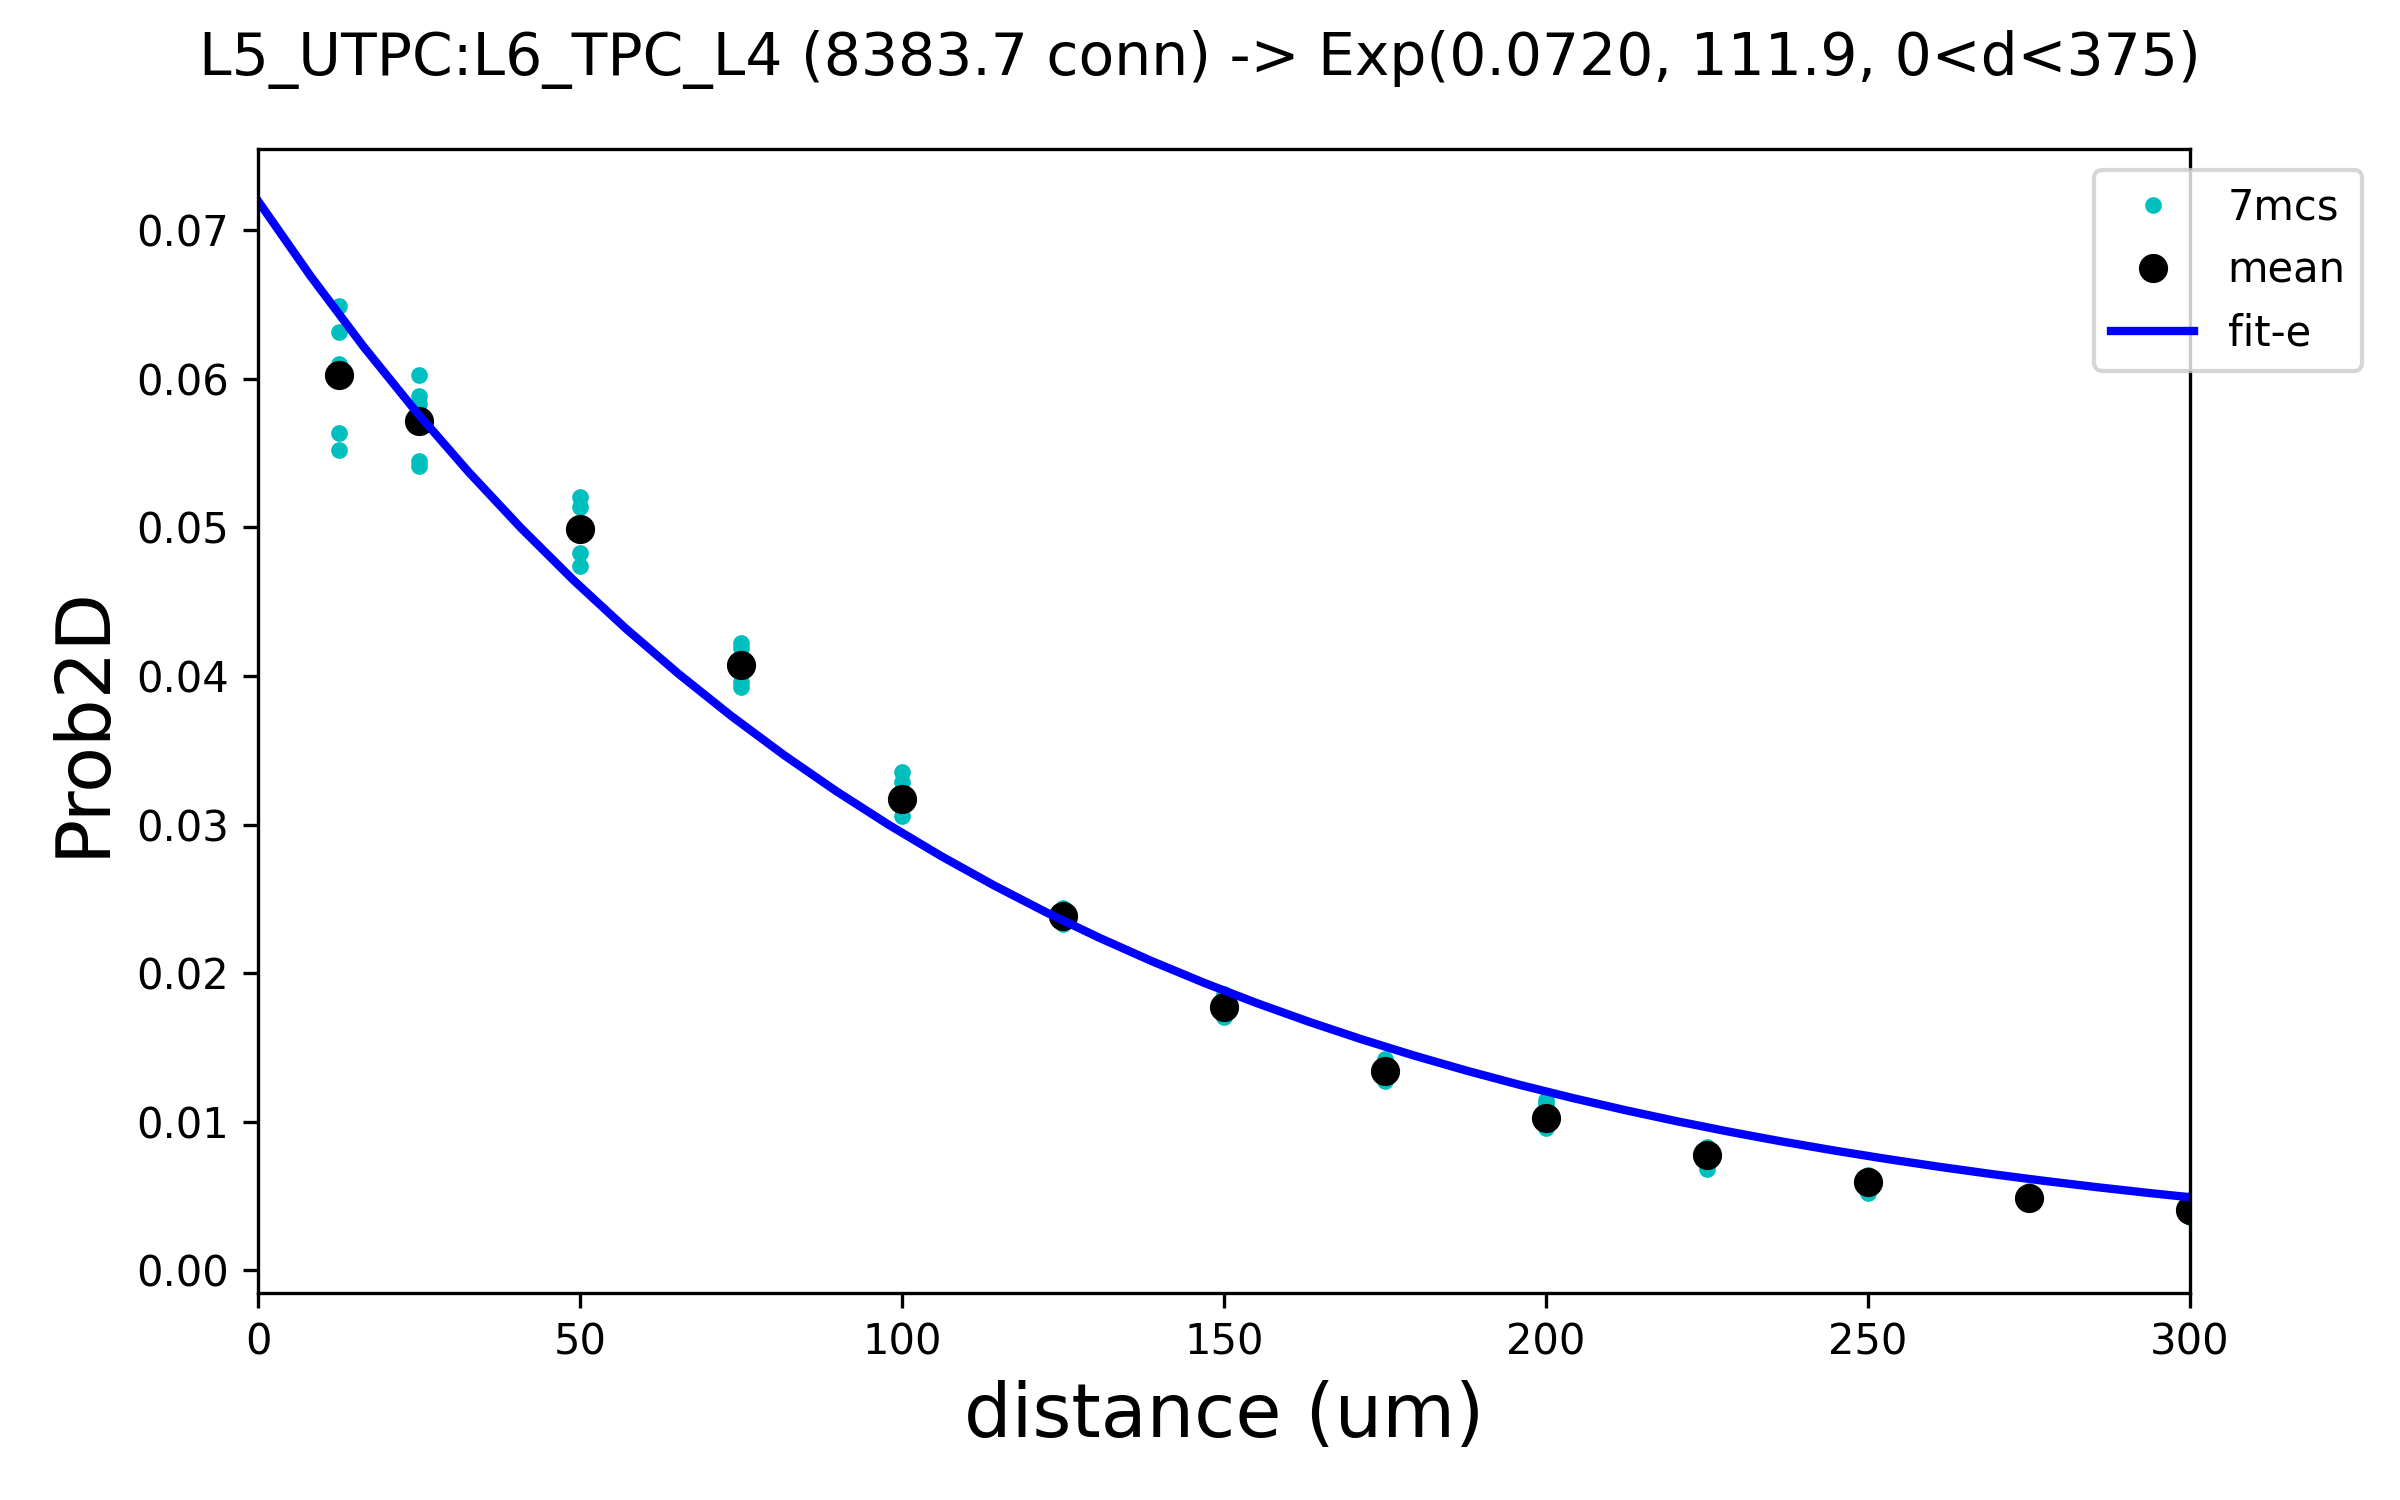 L5_UTPC:L6_TPC_L4 (8383.7 conn) -> Exp(0.0720, 111.9, 0<d<375)
7mcs
mean
fit-e
Prob2D
0.07
0.06
0.05
0.04
0.03
0.02
0.01
0.00
0 50 100 150 200 250 300
distance (um)